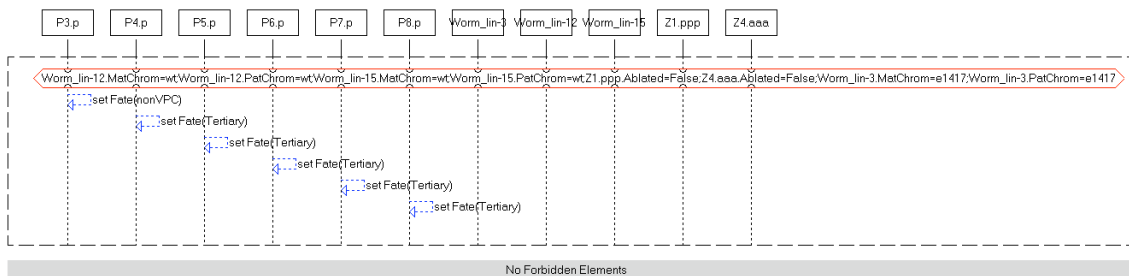 P3.p P4.p P5.p P6.p P7.p P8.p Worm_lin-3 Worm_lin-12 Worm_lin-15 Z1.ppp Z4.aaa
Worm_lin-12.MatChrom=wt;Worm_lin-12.PatChrom=wt;Worm_lin-15.MatChrom=wt;Worm_lin-15.PatChrom=wt;Z1.ppp.Ablated=False;Z4.aaa.Ablated=False;Worm_lin-3.MatChrom=e1417;Worm_lin-3.PatChrom=e1417
set Fate(nonVPC)
set Fate(Tertiary)
set Fate(Tertiary)
set Fate(Tertiary)
set Fate(Tertiary)
set Fate(Tertiary)
No Forbidden Elements